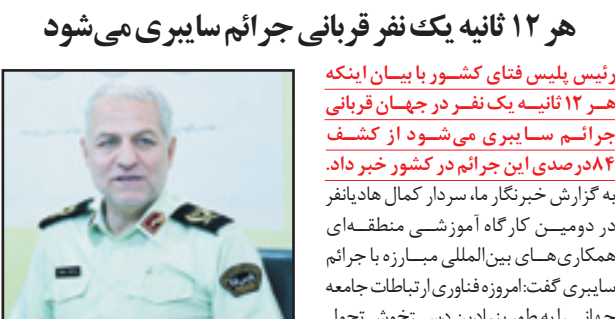 هر ۱۲ ثانیه یک نفر قربانی جرائم سایبری می‌شود
رئیس پلیس فتای کشور با بیان اینکه
هر ۱۲ ثانیه یک نفر در جهان قربانی
جرائم سایبری می‌شود از کشف
۸۴درصدی این جرائم در کشور خبر داد.
به گزارش خبرنگار ما، سردار کمال هادیانفر
در دومین کارگاه آموزشی منطقه‌ای
همکاری‌های بین‌المللی مبارزه با جرائم
سایبری گفت: امروزه فناوری ارتباطات جامعه